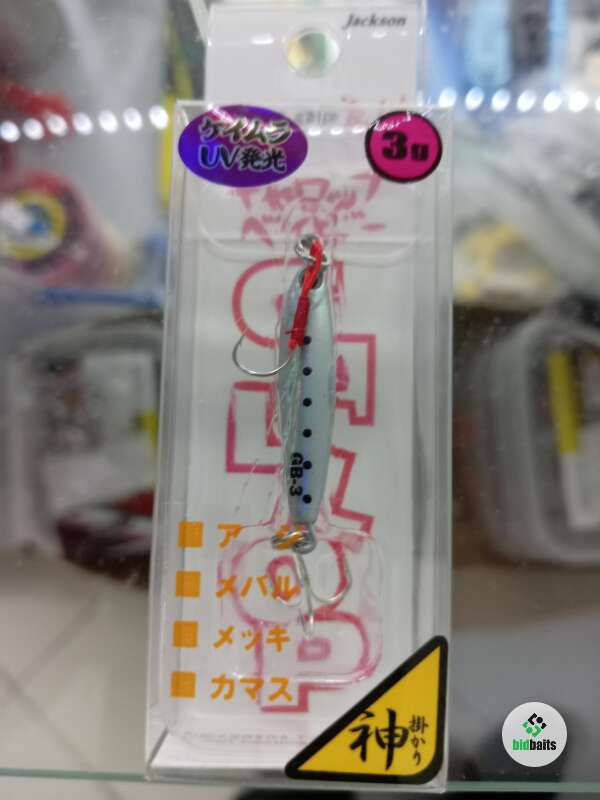 Jackson
ケイムラ
UV発光
3g
GALLOP
GB-3
アジ
メバル
メッキ
カマス
神
掛かり
bidbaits